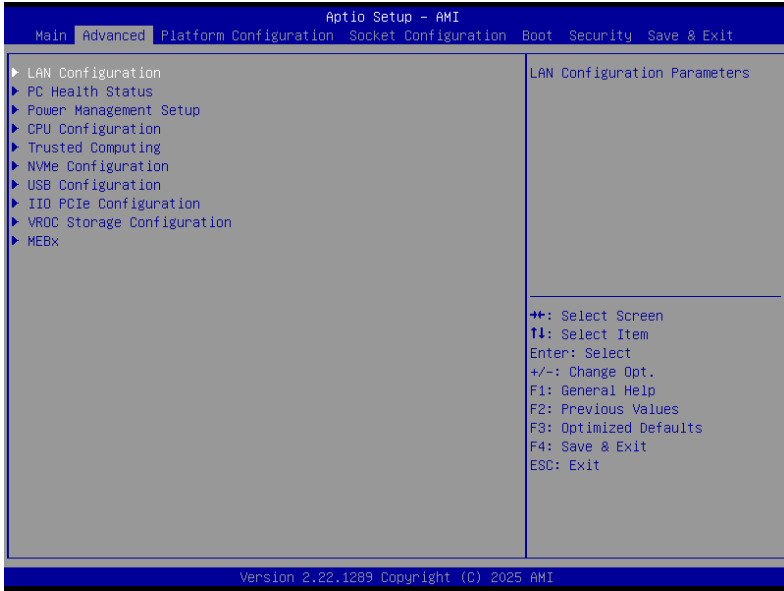 Aptio Setup - AMI
Main Advanced Platform Configuration Socket Configuration Boot Security Save & Exit
LAN Configuration
PC Health Status
Power Management Setup
CPU Configuration
Trusted Computing
NVMe Configuration
USB Configuration
IIO PCIe Configuration
VROC Storage Configuration
MEBx
LAN Configuration Parameters
→←: Select Screen
↑↓: Select Item
Enter: Select
+/-: Change Opt.
F1: General Help
F2: Previous Values
F3: Optimized Defaults
F4: Save & Exit
ESC: Exit
Version 2.22.1289 Copyright (C) 2025 AMI